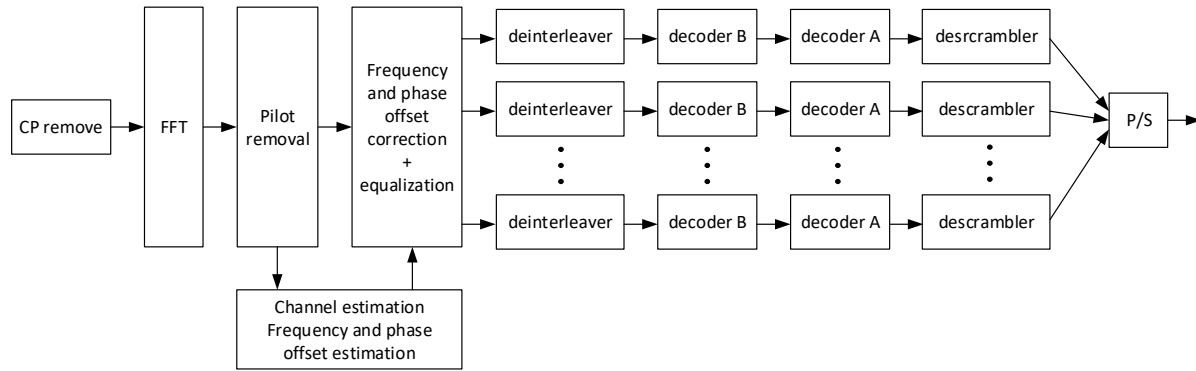 CP remove
FFT
Pilot
removal
Frequency
and phase
offset
correction
+
equalization
Channel estimation
Frequency and phase
offset estimation
deinterleaver
decoder B
decoder A
desrcrambler
deinterleaver
decoder B
decoder A
descrambler
deinterleaver
decoder B
decoder A
descrambler
P/S